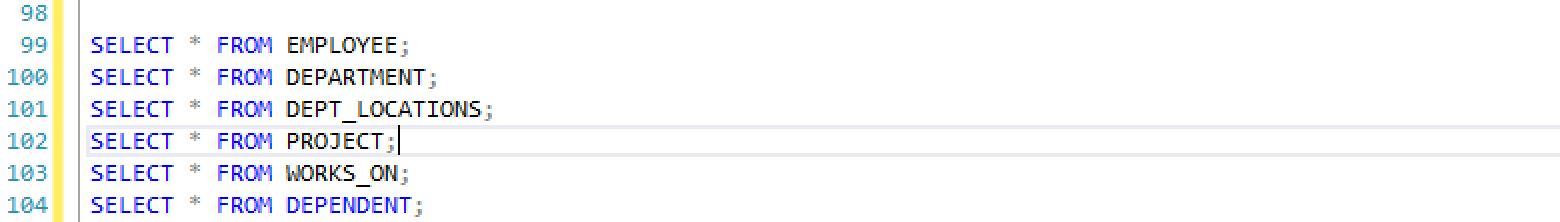 98
99 SELECT * FROM EMPLOYEE;
100 SELECT * FROM DEPARTMENT;
101 SELECT * FROM DEPT_LOCATIONS;
102 SELECT * FROM PROJECT;
103 SELECT * FROM WORKS_ON;
104 SELECT * FROM DEPENDENT;